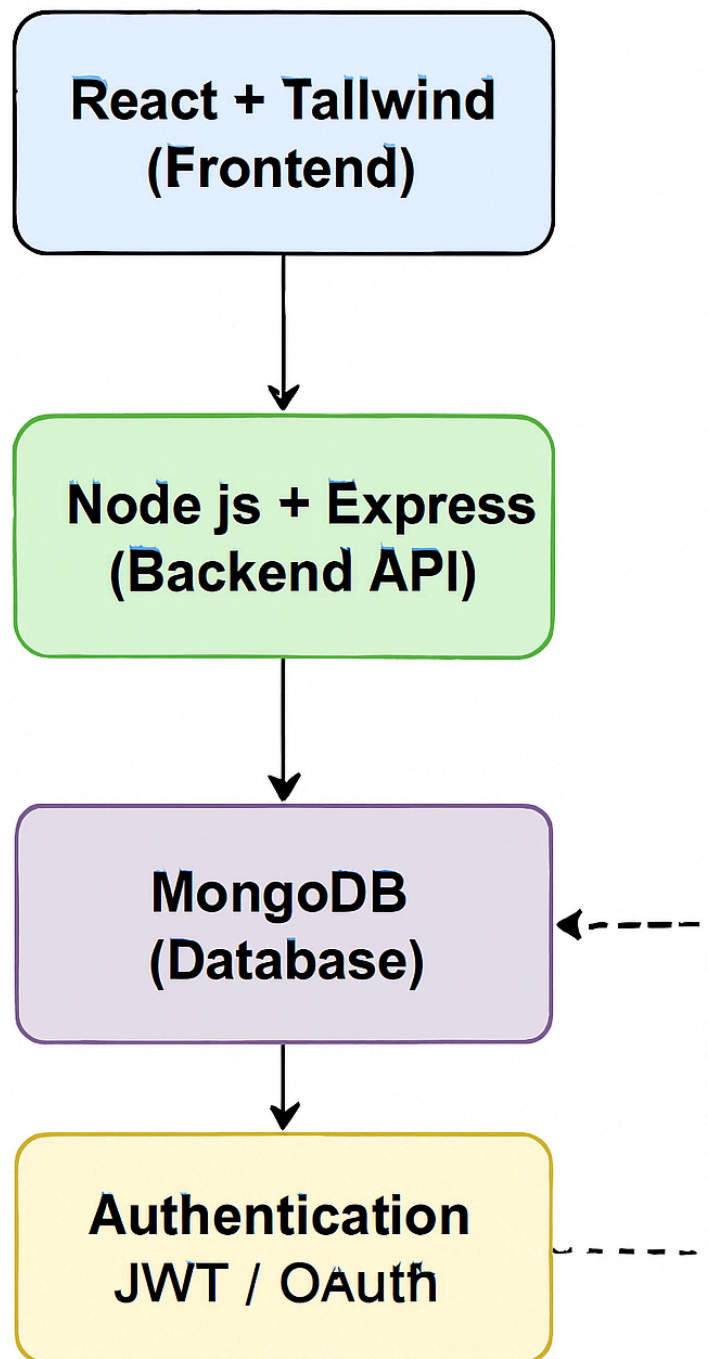 React + Tallwind
(Frontend)
Node js + Express
(Backend API)
MongoDB
(Database)
Authentication
JWT / OAuth